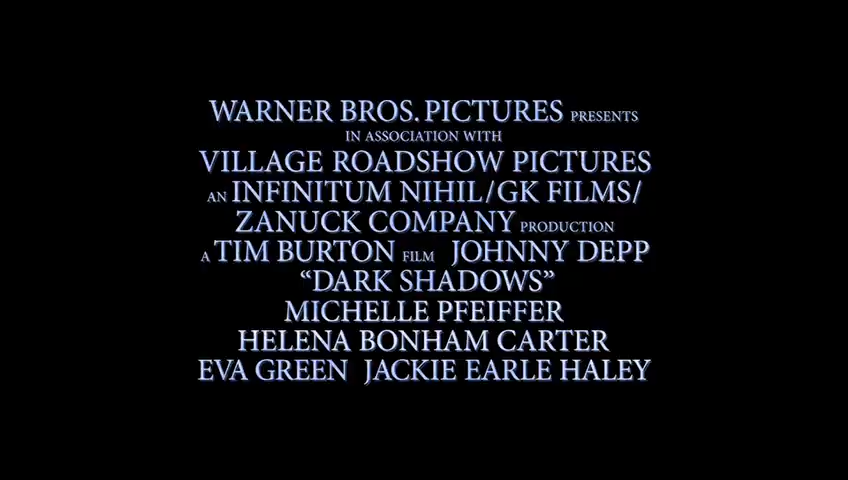 WARNER BROS. PICTURES PRESENTS
IN ASSOCIATION WITH
VILLAGE ROADSHOW PICTURES
AN INFINITUM NIHIL/GK FILMS/
ZANUCK COMPANY PRODUCTION
A TIM BURTON FILM JOHNNY DEPP
“DARK SHADOWS”
MICHELLE PFEIFFER
HELENA BONHAM CARTER
EVA GREEN JACKIE EARLE HALEY